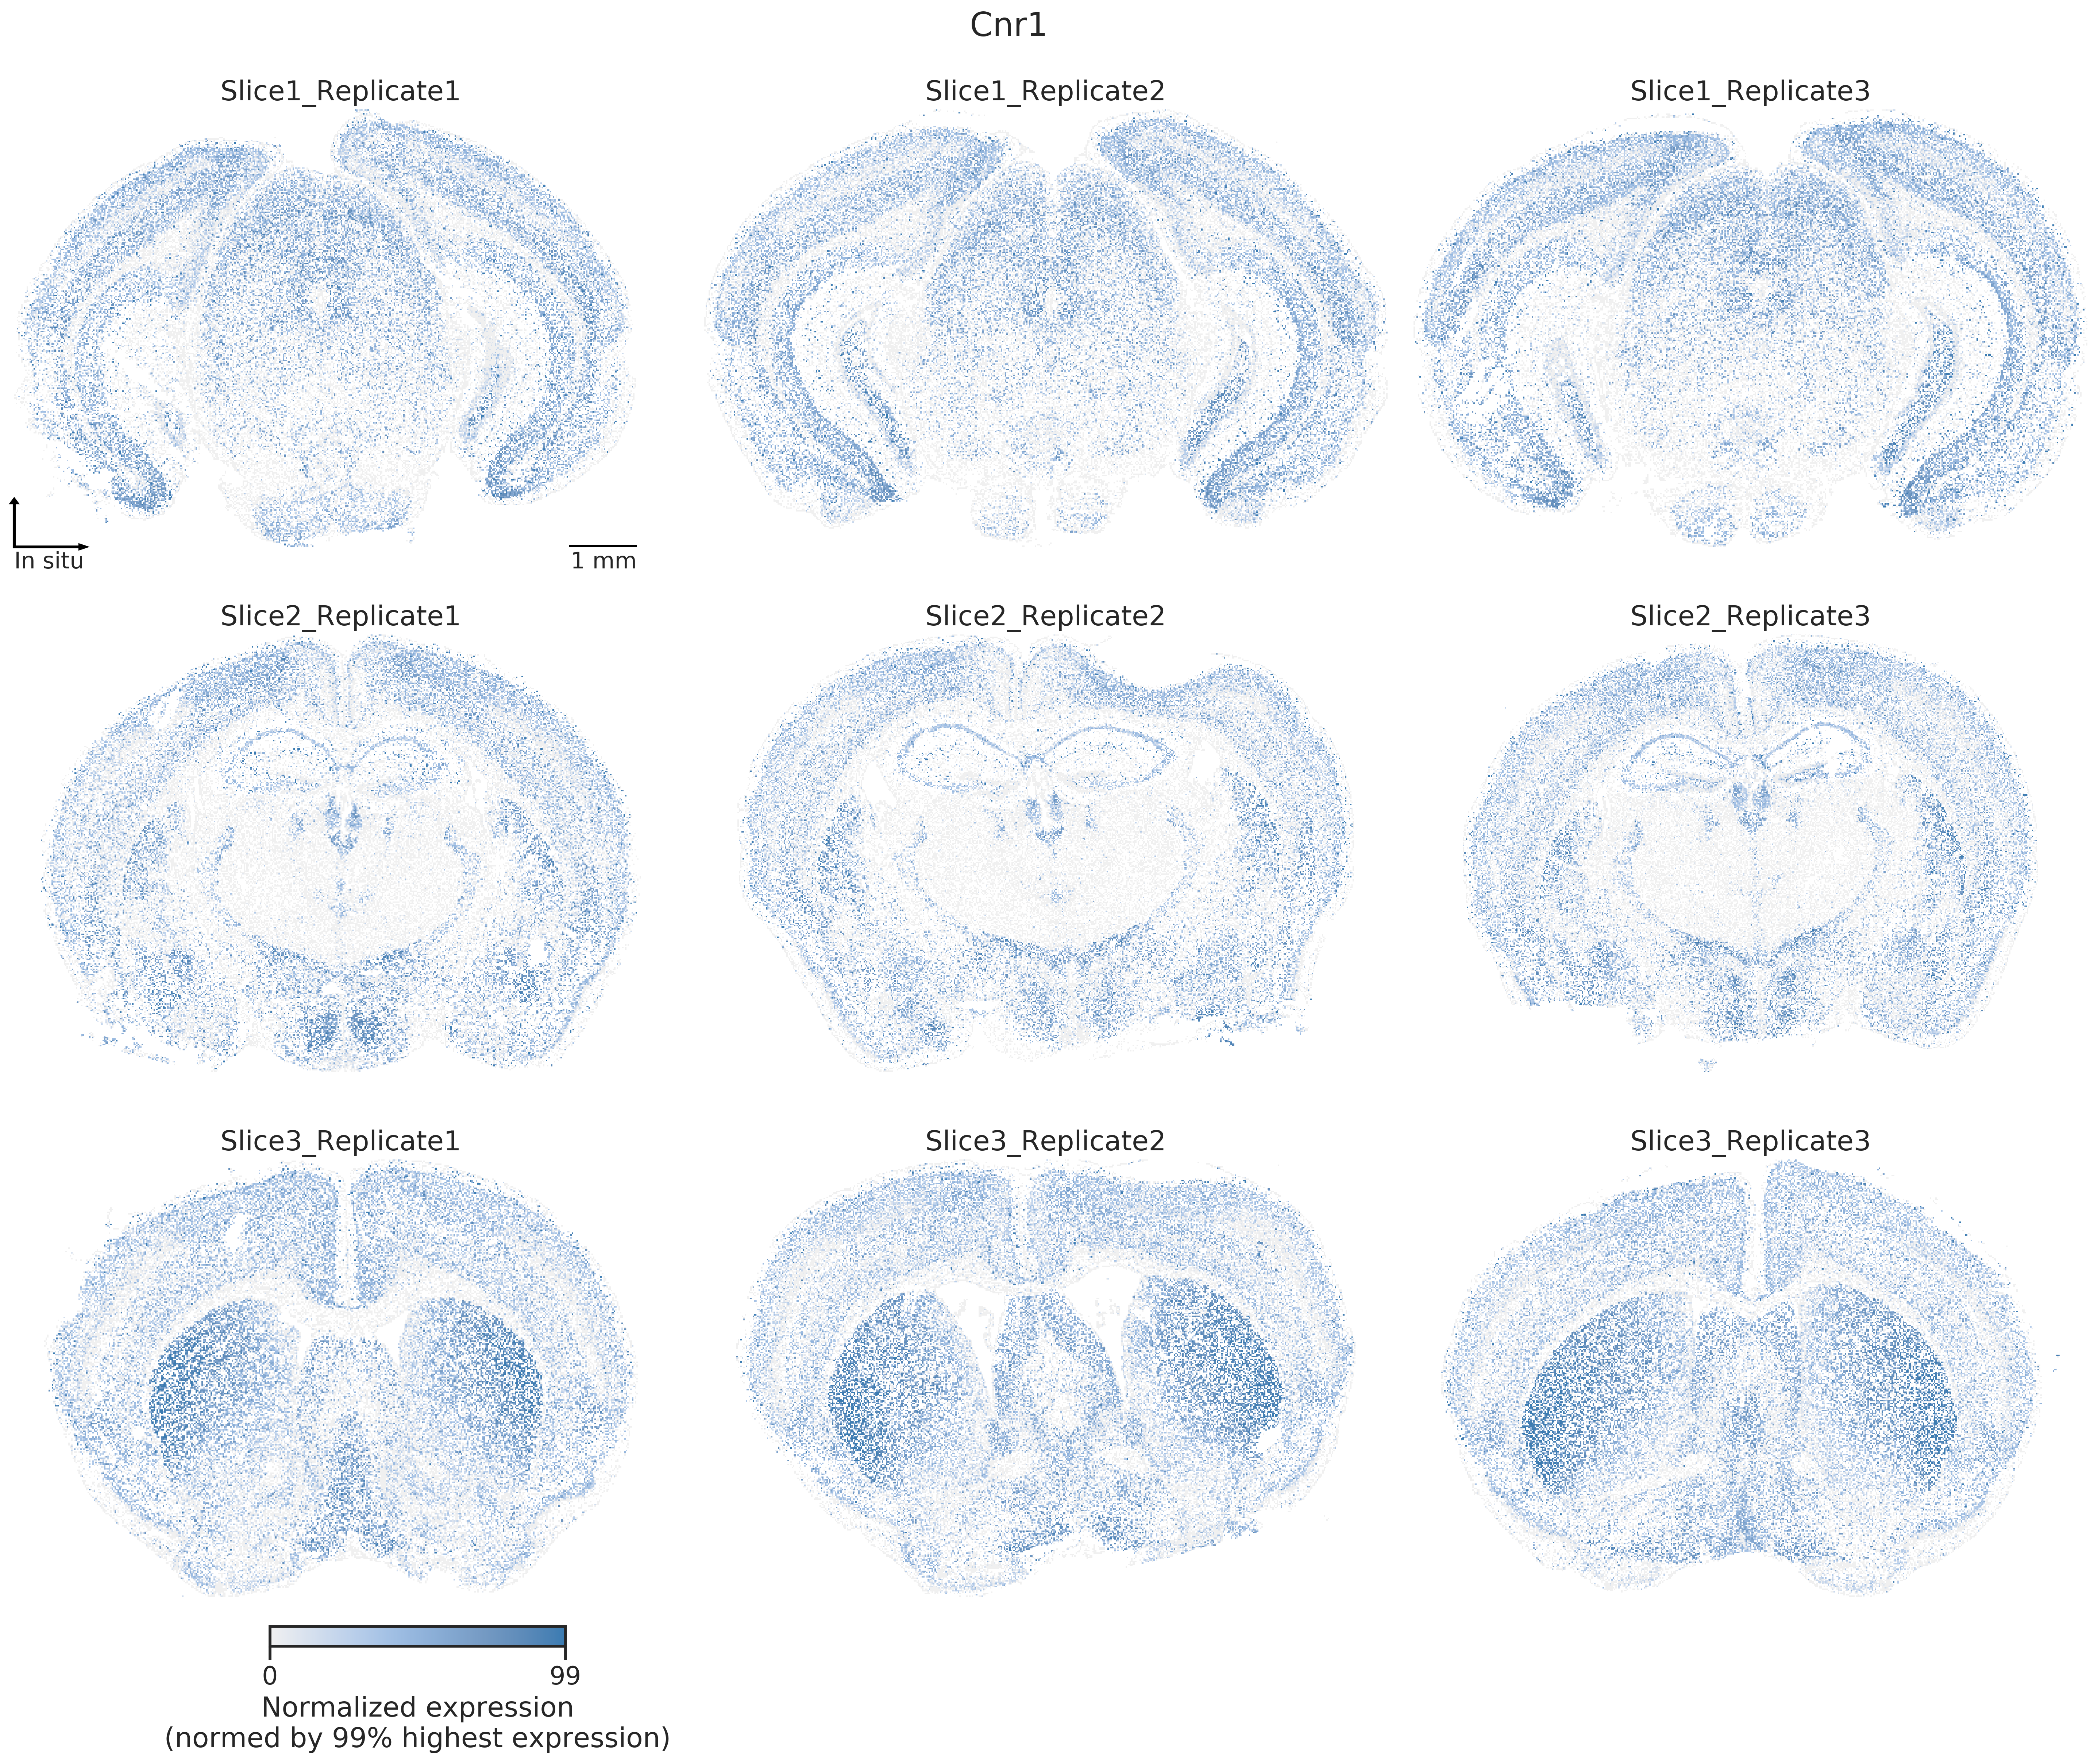 Cnr1
Slice1_Replicate1
Slice1_Replicate2
Slice1_Replicate3
In situ
1 mm
Slice2_Replicate1
Slice2_Replicate2
Slice2_Replicate3
Slice3_Replicate1
Slice3_Replicate2
Slice3_Replicate3
0
99
Normalized expression
(normed by 99% highest expression)